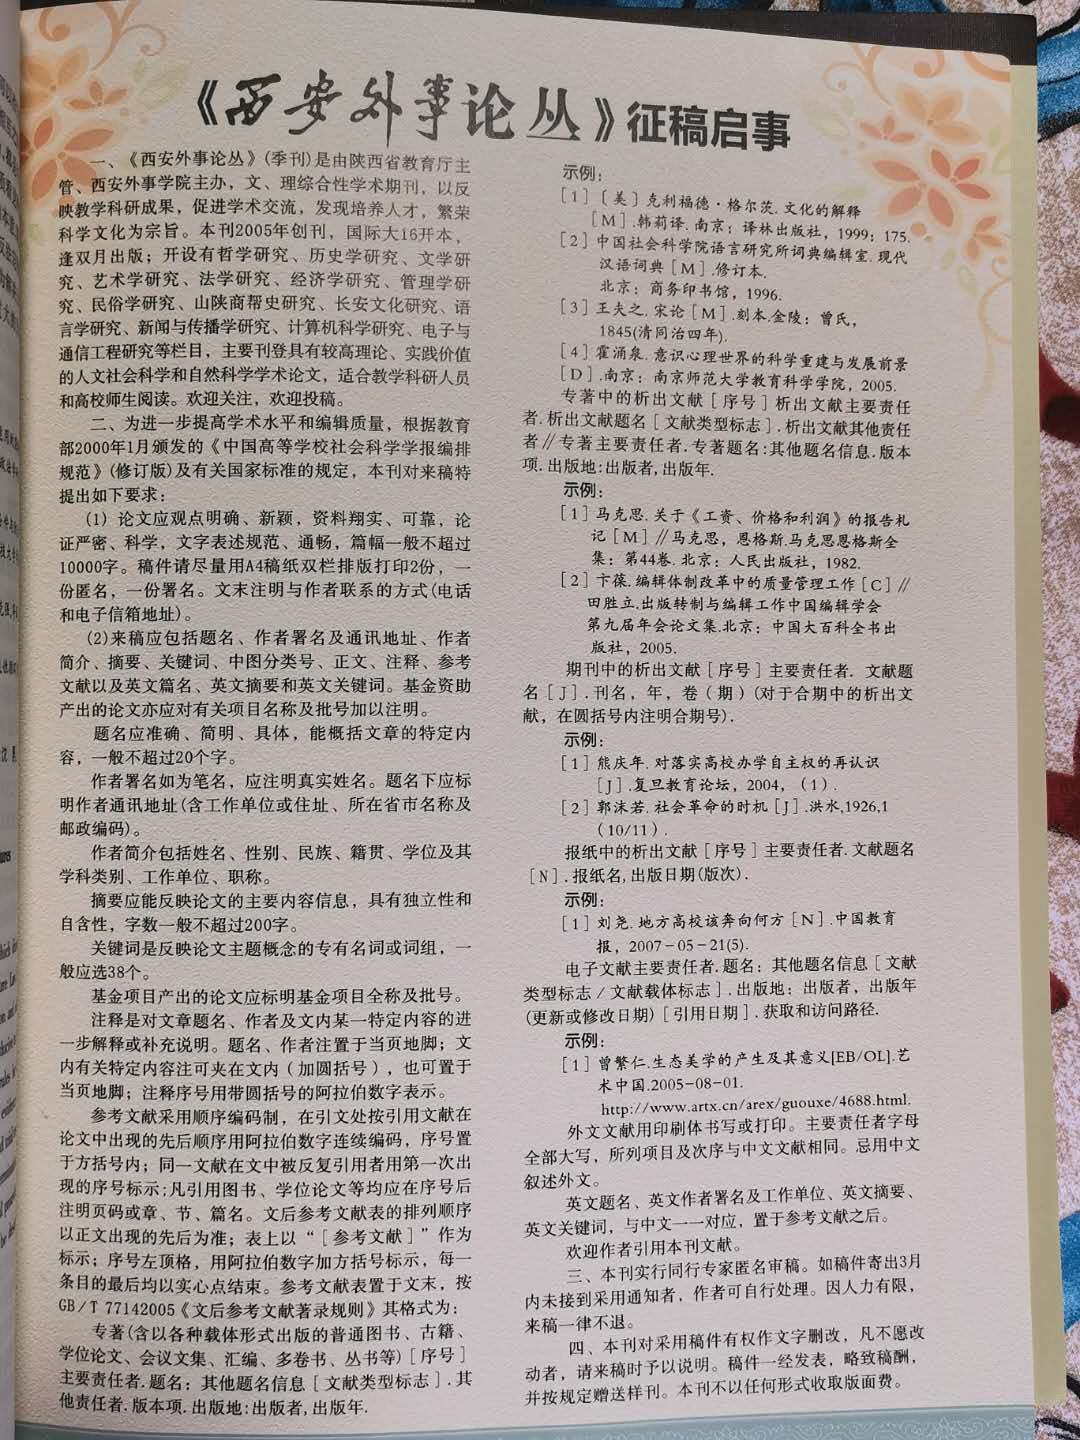 《西安外事论丛》征稿启事
一、《西安外事论丛》(季刊)是由陕西省教育厅主
管、西安外事学院主办，文、理综合性学术期刊，以反
映教学科研成果，促进学术交流，发现培养人才，繁荣
科学文化为宗旨。本刊2005年创刊，国际大16开本，
逢双月出版；开设有哲学研究、历史学研究、文学研
究、艺术学研究、法学研究、经济学研究、管理学研
究、民俗学研究、山陕商帮史研究、长安文化研究、语
言学研究、新闻与传播学研究、计算机科学研究、电子与
通信工程研究等栏目，主要刊登具有较高理论、实践价值
的人文社会科学和自然科学学术论文，适合教学科研人员
和高校师生阅读。欢迎关注，欢迎投稿。
二、为进一步提高学术水平和编辑质量，根据教育
部2000年1月颁发的《中国高等学校社会科学学报编排
规范》(修订版)及有关国家标准的规定，本刊对来稿特
提出如下要求：
(1) 论文应观点明确、新颖，资料翔实、可靠，论
证严密、科学，文字表述规范、通畅，篇幅一般不超过
10000字。稿件请尽量用A4稿纸双栏排版打印2份，一
份匿名，一份署名。文末注明与作者联系的方式(电话
和电子信箱地址)。
(2)来稿应包括题名、作者署名及通讯地址、作者
简介、摘要、关键词、中图分类号、正文、注释、参考
文献以及英文篇名、英文摘要和英文关键词。基金资助
产出的论文亦应对有关项目名称及批号加以注明。
题名应准确、简明、具体，能概括文章的特定内
容，一般不超过20个字。
作者署名如为笔名，应注明真实姓名。题名下应标
明作者通讯地址(含工作单位或住址、所在省市名称及
邮政编码)。
作者简介包括姓名、性别、民族、籍贯、学位及其
学科类别、工作单位、职称。
摘要应能反映论文的主要内容信息，具有独立性和
自含性，字数一般不超过200字。
关键词是反映论文主题概念的专有名词或词组，一
般应选38个。
基金项目产出的论文应标明基金项目全称及批号。
注释是对文章题名、作者及文内某一特定内容的进
一步解释或补充说明。题名、作者注置于当页地脚；文
内有关特定内容注可夹在文内（加圆括号），也可置于
当页地脚；注释序号用带圆括号的阿拉伯数字表示。
参考文献采用顺序编码制，在引文处按引用文献在
论文中出现的先后顺序用阿拉伯数字连续编码，序号置
于方括号内；同一文献在文中被反复引用者用第一次出
现的序号标示;凡引用图书、学位论文等均应在序号后
注明页码或章、节、篇名。文后参考文献表的排列顺序
以正文出现的先后为准；表上以“［参考文献］”作为
标示；序号左顶格，用阿拉伯数字加方括号标示，每一
条目的最后均以实心点结束。参考文献表置于文末，按
GB/T 77142005《文后参考文献著录规则》其格式为：
专著(含以各种载体形式出版的普通图书、古籍、
学位论文、会议文集、汇编、多卷书、丛书等)［序号］
主要责任者.题名：其他题名信息［文献类型标志］.其
他责任者.版本项.出版地:出版者,出版年.
示例：
［1］〔美〕克利福德·格尔茨.文化的解释
［M］.韩莉译.南京：译林出版社，1999：175.
［2］中国社会科学院语言研究所词典编辑室.现代
汉语词典［M］.修订本.
北京：商务印书馆，1996.
［3］王夫之.宋论［M］.刻本.金陵：曾氏，
1845(清同治四年).
［4］霍涌泉.意识心理世界的科学重建与发展前景
［D］.南京：南京师范大学教育科学学院，2005.
专著中的析出文献［序号］析出文献主要责任
者.析出文献题名［文献类型标志］.析出文献其他责任
者∥专著主要责任者.专著题名:其他题名信息.版本
项.出版地:出版者,出版年.
示例：
［1］马克思.关于《工资、价格和利润》的报告札
记［M］∥马克思，恩格斯.马克思恩格斯全
集：第44卷.北京：人民出版社，1982.
［2］卞葆.编辑体制改革中的质量管理工作［C］∥
田胜立.出版转制与编辑工作中国编辑学会
第九届年会论文集.北京：中国大百科全书出
版社，2005.
期刊中的析出文献［序号］主要责任者. 文献题
名［J］.刊名，年，卷（期）(对于合期中的析出文
献，在圆括号内注明合期号).
示例：
［1］熊庆年.对落实高校办学自主权的再认识
［J］.复旦教育论坛，2004，（1）.
［2］郭沫若.社会革命的时机［J］.洪水,1926,1
（10/11）.
报纸中的析出文献［序号］主要责任者.文献题名
［N］.报纸名,出版日期(版次).
示例：
［1］刘尧.地方高校该奔向何方［N］.中国教育
报，2007－05－21(5).
电子文献主要责任者.题名：其他题名信息［文献
类型标志／文献载体标志］.出版地：出版者，出版年
(更新或修改日期)［引用日期］.获取和访问路径.
示例：
［1］曾繁仁.生态美学的产生及其意义[EB/OL].艺
术中国.2005-08-01.
http://www.artx.cn/arex/guouxe/4688.html.
外文文献用印刷体书写或打印。主要责任者字母
全部大写，所列项目及次序与中文文献相同。忌用中文
叙述外文。
英文题名、英文作者署名及工作单位、英文摘要、
英文关键词，与中文一一对应，置于参考文献之后。
欢迎作者引用本刊文献。
三、本刊实行同行专家匿名审稿。如稿件寄出3月
内未接到采用通知者，作者可自行处理。因人力有限，
来稿一律不退。
四、本刊对采用稿件有权作文字删改，凡不愿改
动者，请来稿时予以说明。稿件一经发表，略致稿酬，
并按规定赠送样刊。本刊不以任何形式收取版面费。